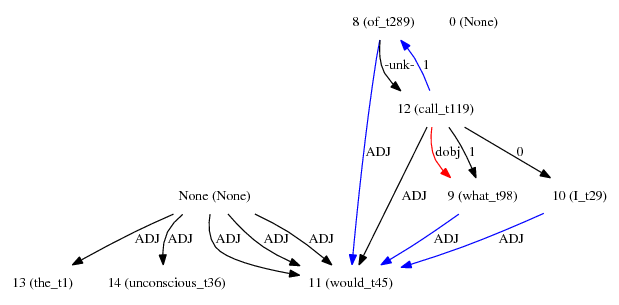 8 (of_t289) 0 (None)
-unk- 1
12 (call_t119)
ADJ dobj 1 0
None (None) ADJ 9 (what_t98) 10 (I_t29)
ADJ ADJ ADJ ADJ ADJ ADJ ADJ
13 (the_t1) 14 (unconscious_t36) 11 (would_t45)